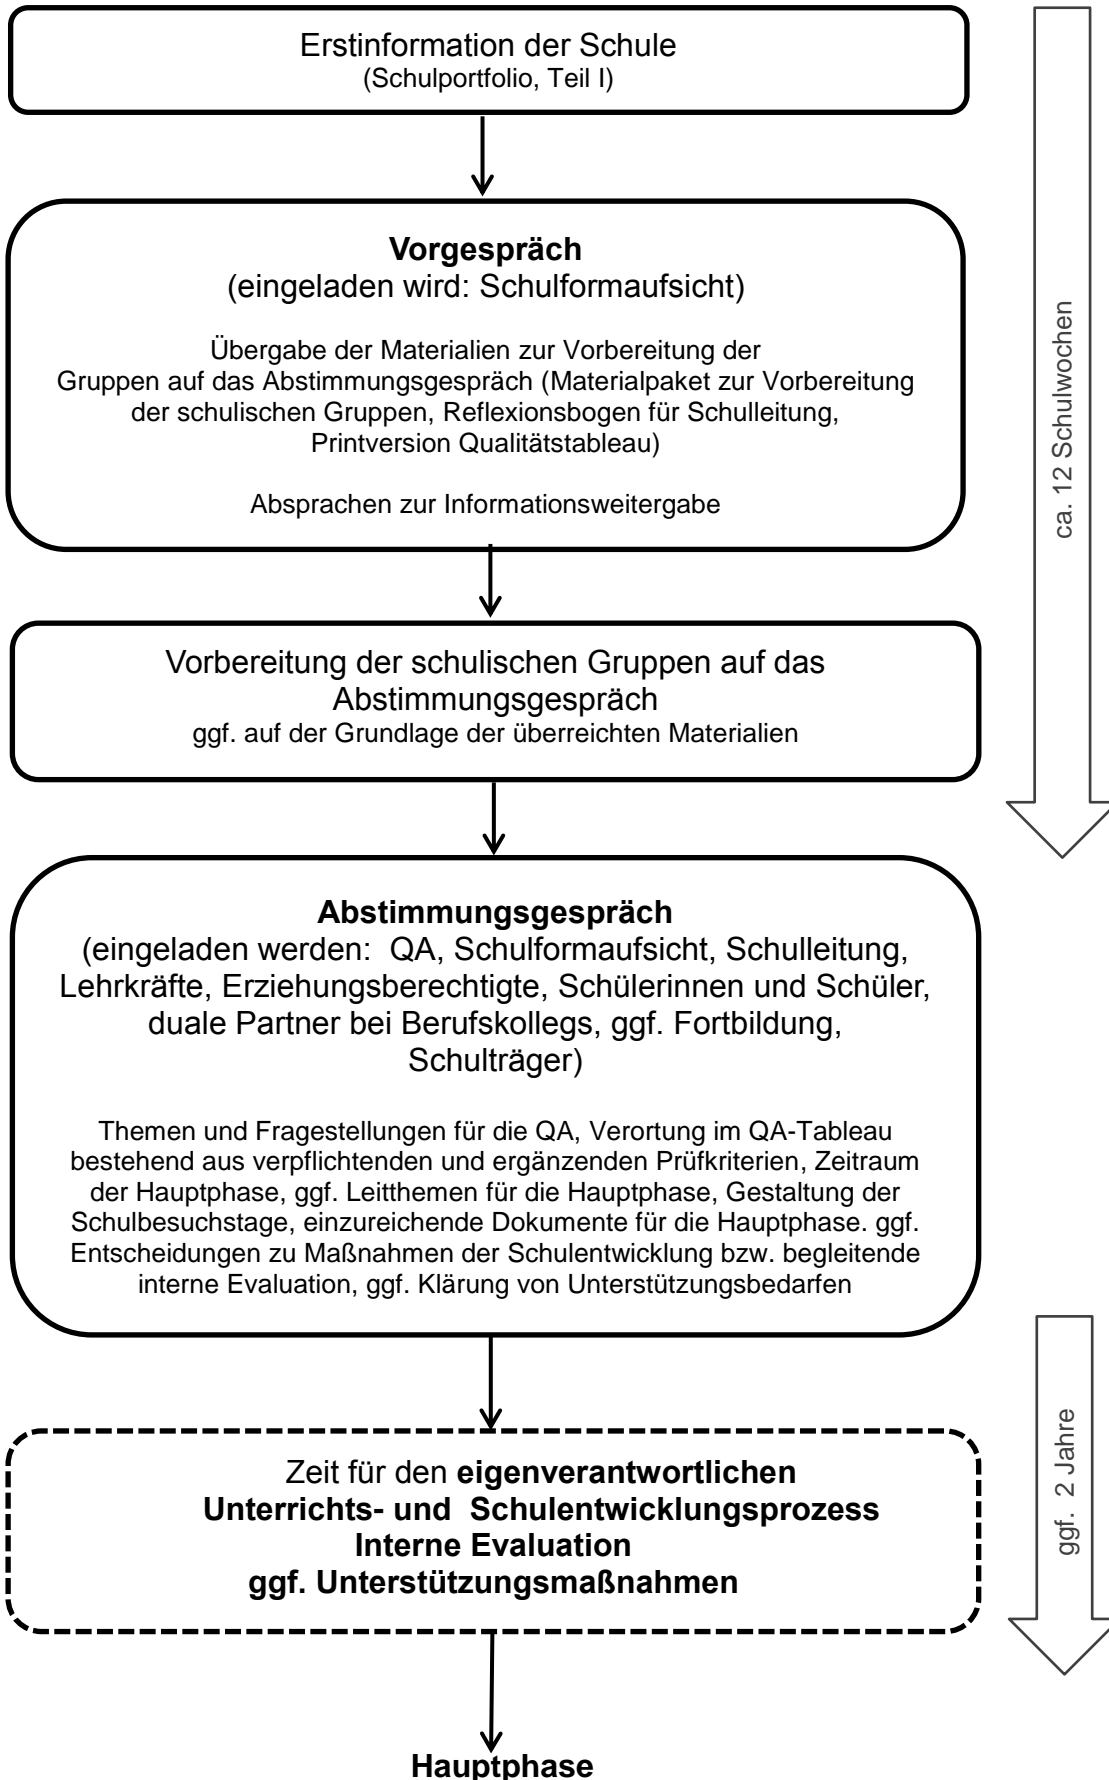 Erstinformation der Schule
(Schulportfolio, Teil I)
Vorgespräch
(eingeladen wird: Schulformaufsicht)
Übergabe der Materialien zur Vorbereitung der
Gruppen auf das Abstimmungsgespräch (Materialpaket zur Vorbereitung
der schulischen Gruppen, Reflexionsbogen für Schulleitung,
Printversion Qualitätstableau)
Absprachen zur Informationsweitergabe
ca. 12 Schulwochen
Vorbereitung der schulischen Gruppen auf das
Abstimmungsgespräch
ggf. auf der Grundlage der überreichten Materialien
Abstimmungsgespräch
(eingeladen werden:  QA, Schulformaufsicht, Schulleitung,
Lehrkräfte, Erziehungsberechtigte, Schülerinnen und Schüler,
duale Partner bei Berufskollegs, ggf. Fortbildung,
Schulträger)
Themen und Fragestellungen für die QA, Verortung im QA-Tableau
bestehend aus verpflichtenden und ergänzenden Prüfkriterien, Zeitraum
der Hauptphase, ggf. Leitthemen für die Hauptphase, Gestaltung der
Schulbesuchstage, einzureichende Dokumente für die Hauptphase. ggf.
Entscheidungen zu Maßnahmen der Schulentwicklung bzw. begleitende
interne Evaluation, ggf. Klärung von Unterstützungsbedarfen
Zeit für den eigenverantwortlichen
Unterrichts- und  Schulentwicklungsprozess
Interne Evaluation
ggf. Unterstützungsmaßnahmen
ggf.  2 Jahre
Hauptphase